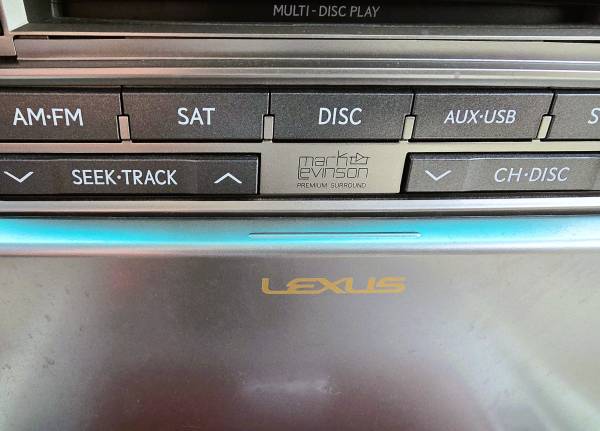 MULTI-DISC PLAY
AM·FM SAT DISC AUX·USB S
SEEK·TRACK mark levinson CH·DISC
PREMIUM SURROUND
LEXUS